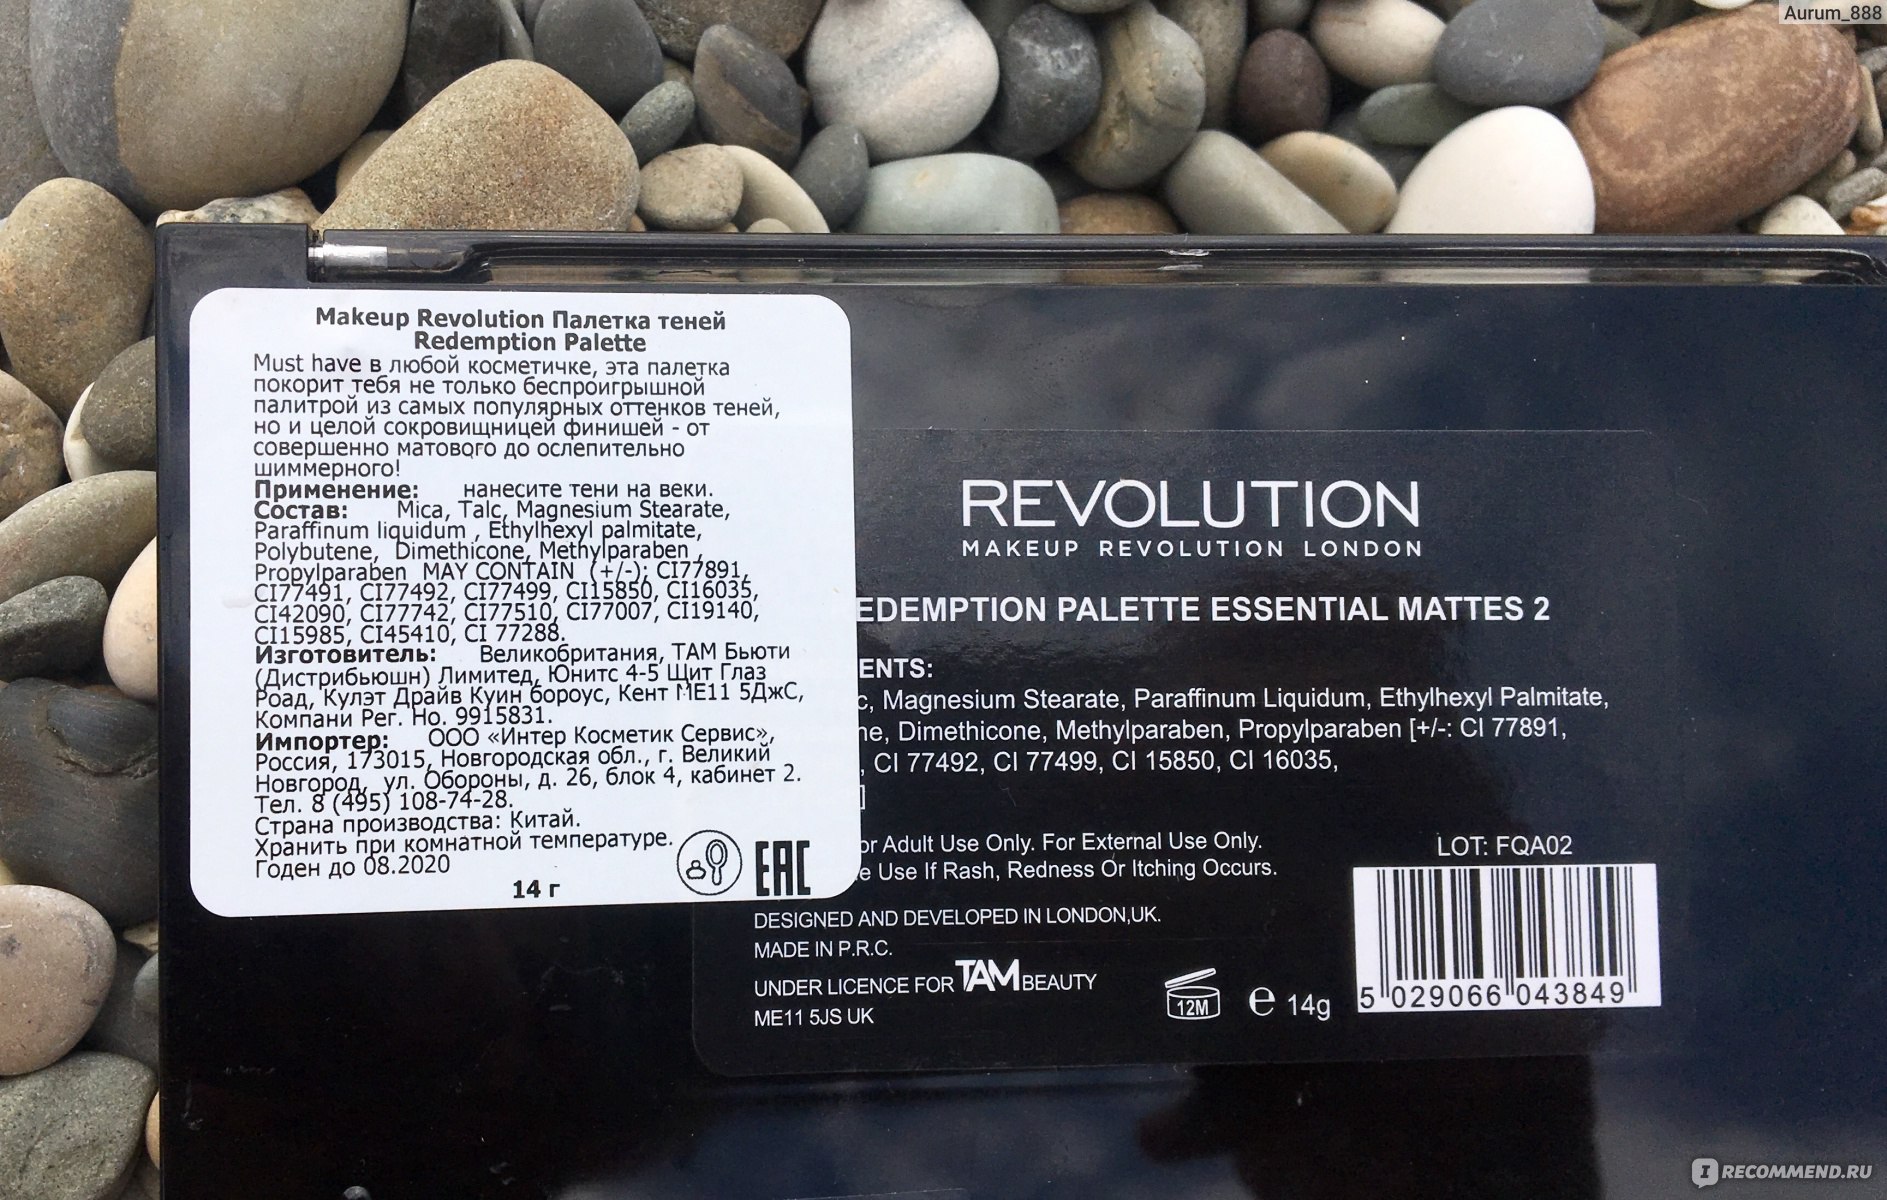 Aurum_888
Makeup Revolution Палетка теней
Redemption Palette
Must have в любой косметичке, эта палетка
покорит тебя не только беспроигрышной
палитрой из самых популярных оттенков теней,
но и целой сокровищницей финишей - от
совершенно матового до ослепительно
шиммерного!
Применение: нанесите тени на веки.
Состав: Mica, Talc, Magnesium Stearate,
Paraffinum liquidum , Ethylhexyl palmitate,
Polybutene, Dimethicone, Methylparaben ,
Propylparaben MAY CONTAIN (+/-); CI77891,
CI77491, CI77492, CI77499, CI15850, CI16035,
CI42090, CI77742, CI77510, CI77007, CI19140,
CI15985, CI45410, CI 77288.
Изготовитель: Великобритания, ТАМ Бьюти
(Дистрибьюшн) Лимитед, Юнитс 4-5 Щит Глаз
Роад, Кулэт Драйв Куин бороус, Кент МЕ11 5ДжС,
Компани Рег. Но. 9915831.
Импортер: ООО «Интер Косметик Сервис»,
Россия, 173015, Новгородская обл., г. Великий
Новгород, ул. Обороны, д. 26, блок 4, кабинет 2.
Тел. 8 (495) 108-74-28.
Страна производства: Китай.
Хранить при комнатной температуре.
Годен до 08.2020
14 г
EAC
REVOLUTION
MAKEUP REVOLUTION LONDON
EDEMPTION PALETTE ESSENTIAL MATTES 2
ENTS:
c, Magnesium Stearate, Paraffinum Liquidum, Ethylhexyl Palmitate,
ne, Dimethicone, Methylparaben, Propylparaben [+/-: CI 77891,
, CI 77492, CI 77499, CI 15850, CI 16035,
]
or Adult Use Only. For External Use Only.
e Use If Rash, Redness Or Itching Occurs.
DESIGNED AND DEVELOPED IN LONDON,UK.
MADE IN P.R.C.
UNDER LICENCE FOR TAM BEAUTY
ME11 5JS UK
12M
e 14g
LOT: FQA02
5 029066 043849
IRECOMMEND.RU